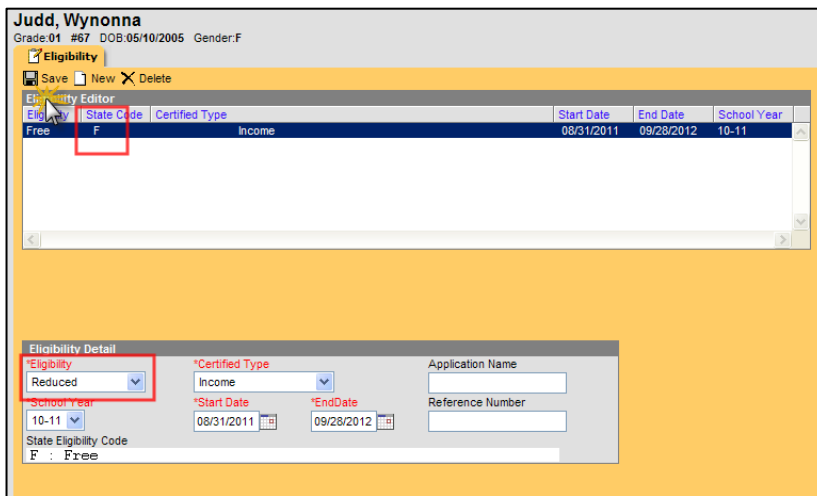 Judd, Wynonna
Grade:01 #67 DOB:05/10/2005 Gender:F
Eligibility
Save New Delete
Eligibility Editor
Eligibility State Code Certified Type Start Date End Date School Year
Free F Income 08/31/2011 09/28/2012 10-11
Eligibility Detail
*Eligibility *Certified Type Application Name
Reduced Income
*School Year *Start Date *EndDate Reference Number
10-11 08/31/2011 09/28/2012
State Eligibility Code
F : Free